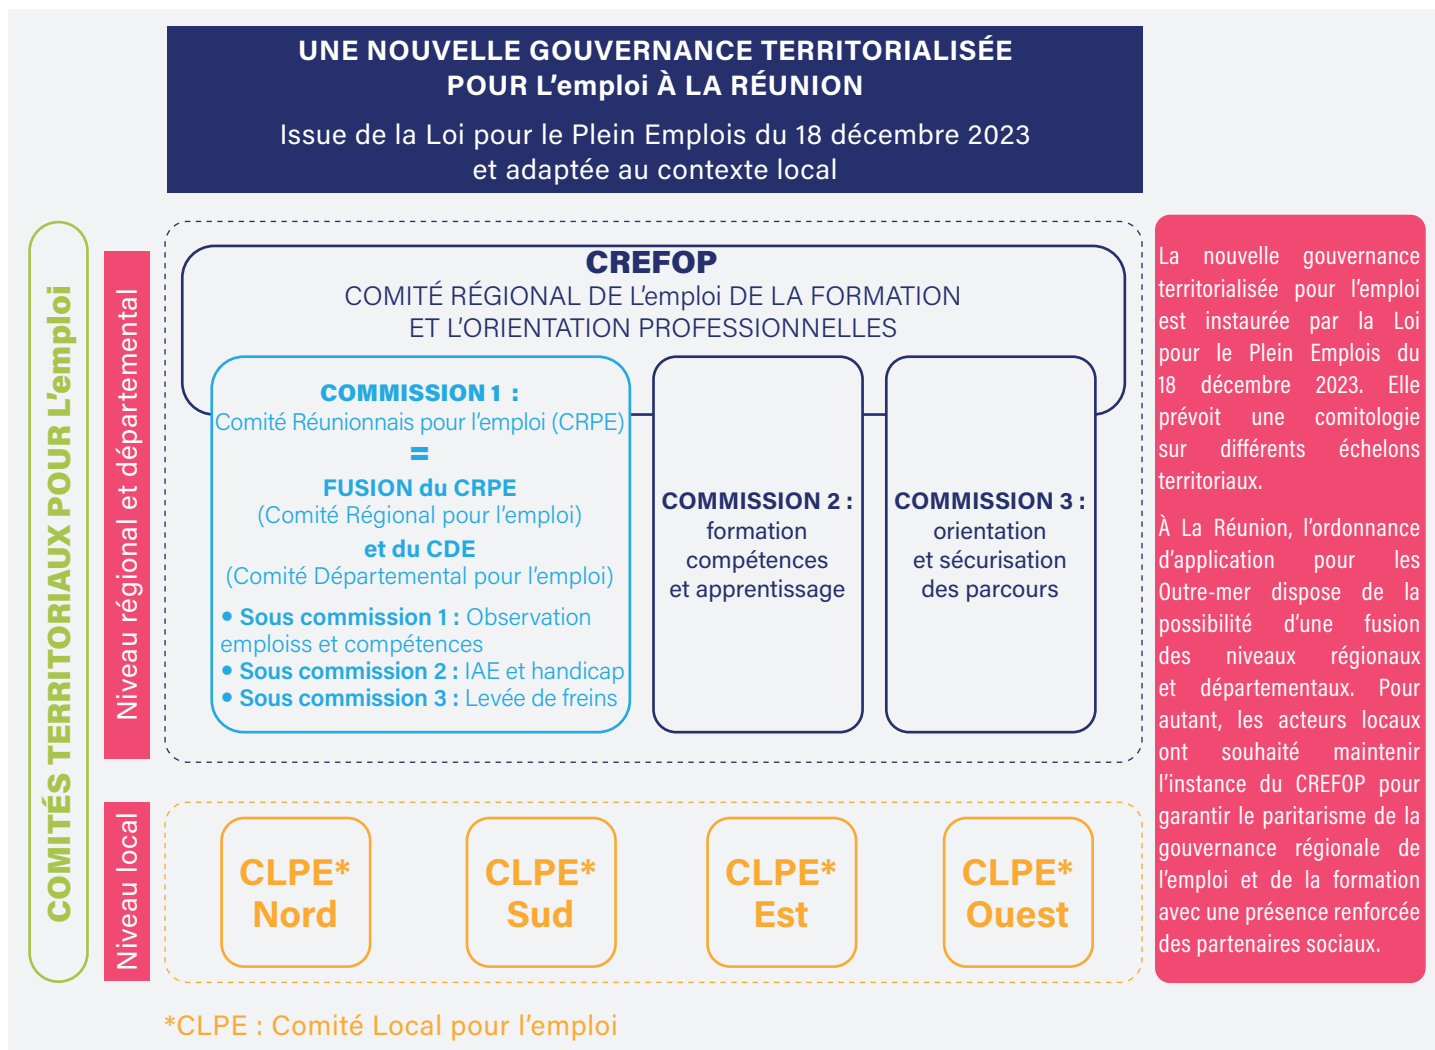 UNE NOUVELLE GOUVERNANCE TERRITORIALISÉE
POUR L'emploi À LA RÉUNION
Issue de la Loi pour le Plein Emplois du 18 décembre 2023
et adaptée au contexte local
COMITÉS TERRITORIAUX POUR L'emploi
Niveau régional et départemental
CREFOP
COMITÉ RÉGIONAL DE L'emploi DE LA FORMATION
ET L'ORIENTATION PROFESSIONNELLES
COMMISSION 1 :
Comité Réunionnais pour l'emploi (CRPE)
=
FUSION du CRPE
(Comité Régional pour l'emploi)
et du CDE
(Comité Départemental pour l'emploi)
• Sous commission 1 : Observation
emploiss et compétences
• Sous commission 2 : IAE et handicap
• Sous commission 3 : Levée de freins
COMMISSION 2 :
formation
compétences
et apprentissage
COMMISSION 3 :
orientation
et sécurisation
des parcours
Niveau local
CLPE*
Nord
CLPE*
Sud
CLPE*
Est
CLPE*
Ouest
*CLPE : Comité Local pour l'emploi
La nouvelle gouvernance
territorialisée pour l'emploi
est instaurée par la Loi
pour le Plein Emplois du
18 décembre 2023. Elle
prévoit une comitologie
sur différents échelons
territoriaux.
À La Réunion, l'ordonnance
d'application pour les
Outre-mer dispose de la
possibilité d'une fusion
des niveaux régionaux
et départementaux. Pour
autant, les acteurs locaux
ont souhaité maintenir
l'instance du CREFOP pour
garantir le paritarisme de la
gouvernance régionale de
l'emploi et de la formation
avec une présence renforcée
des partenaires sociaux.